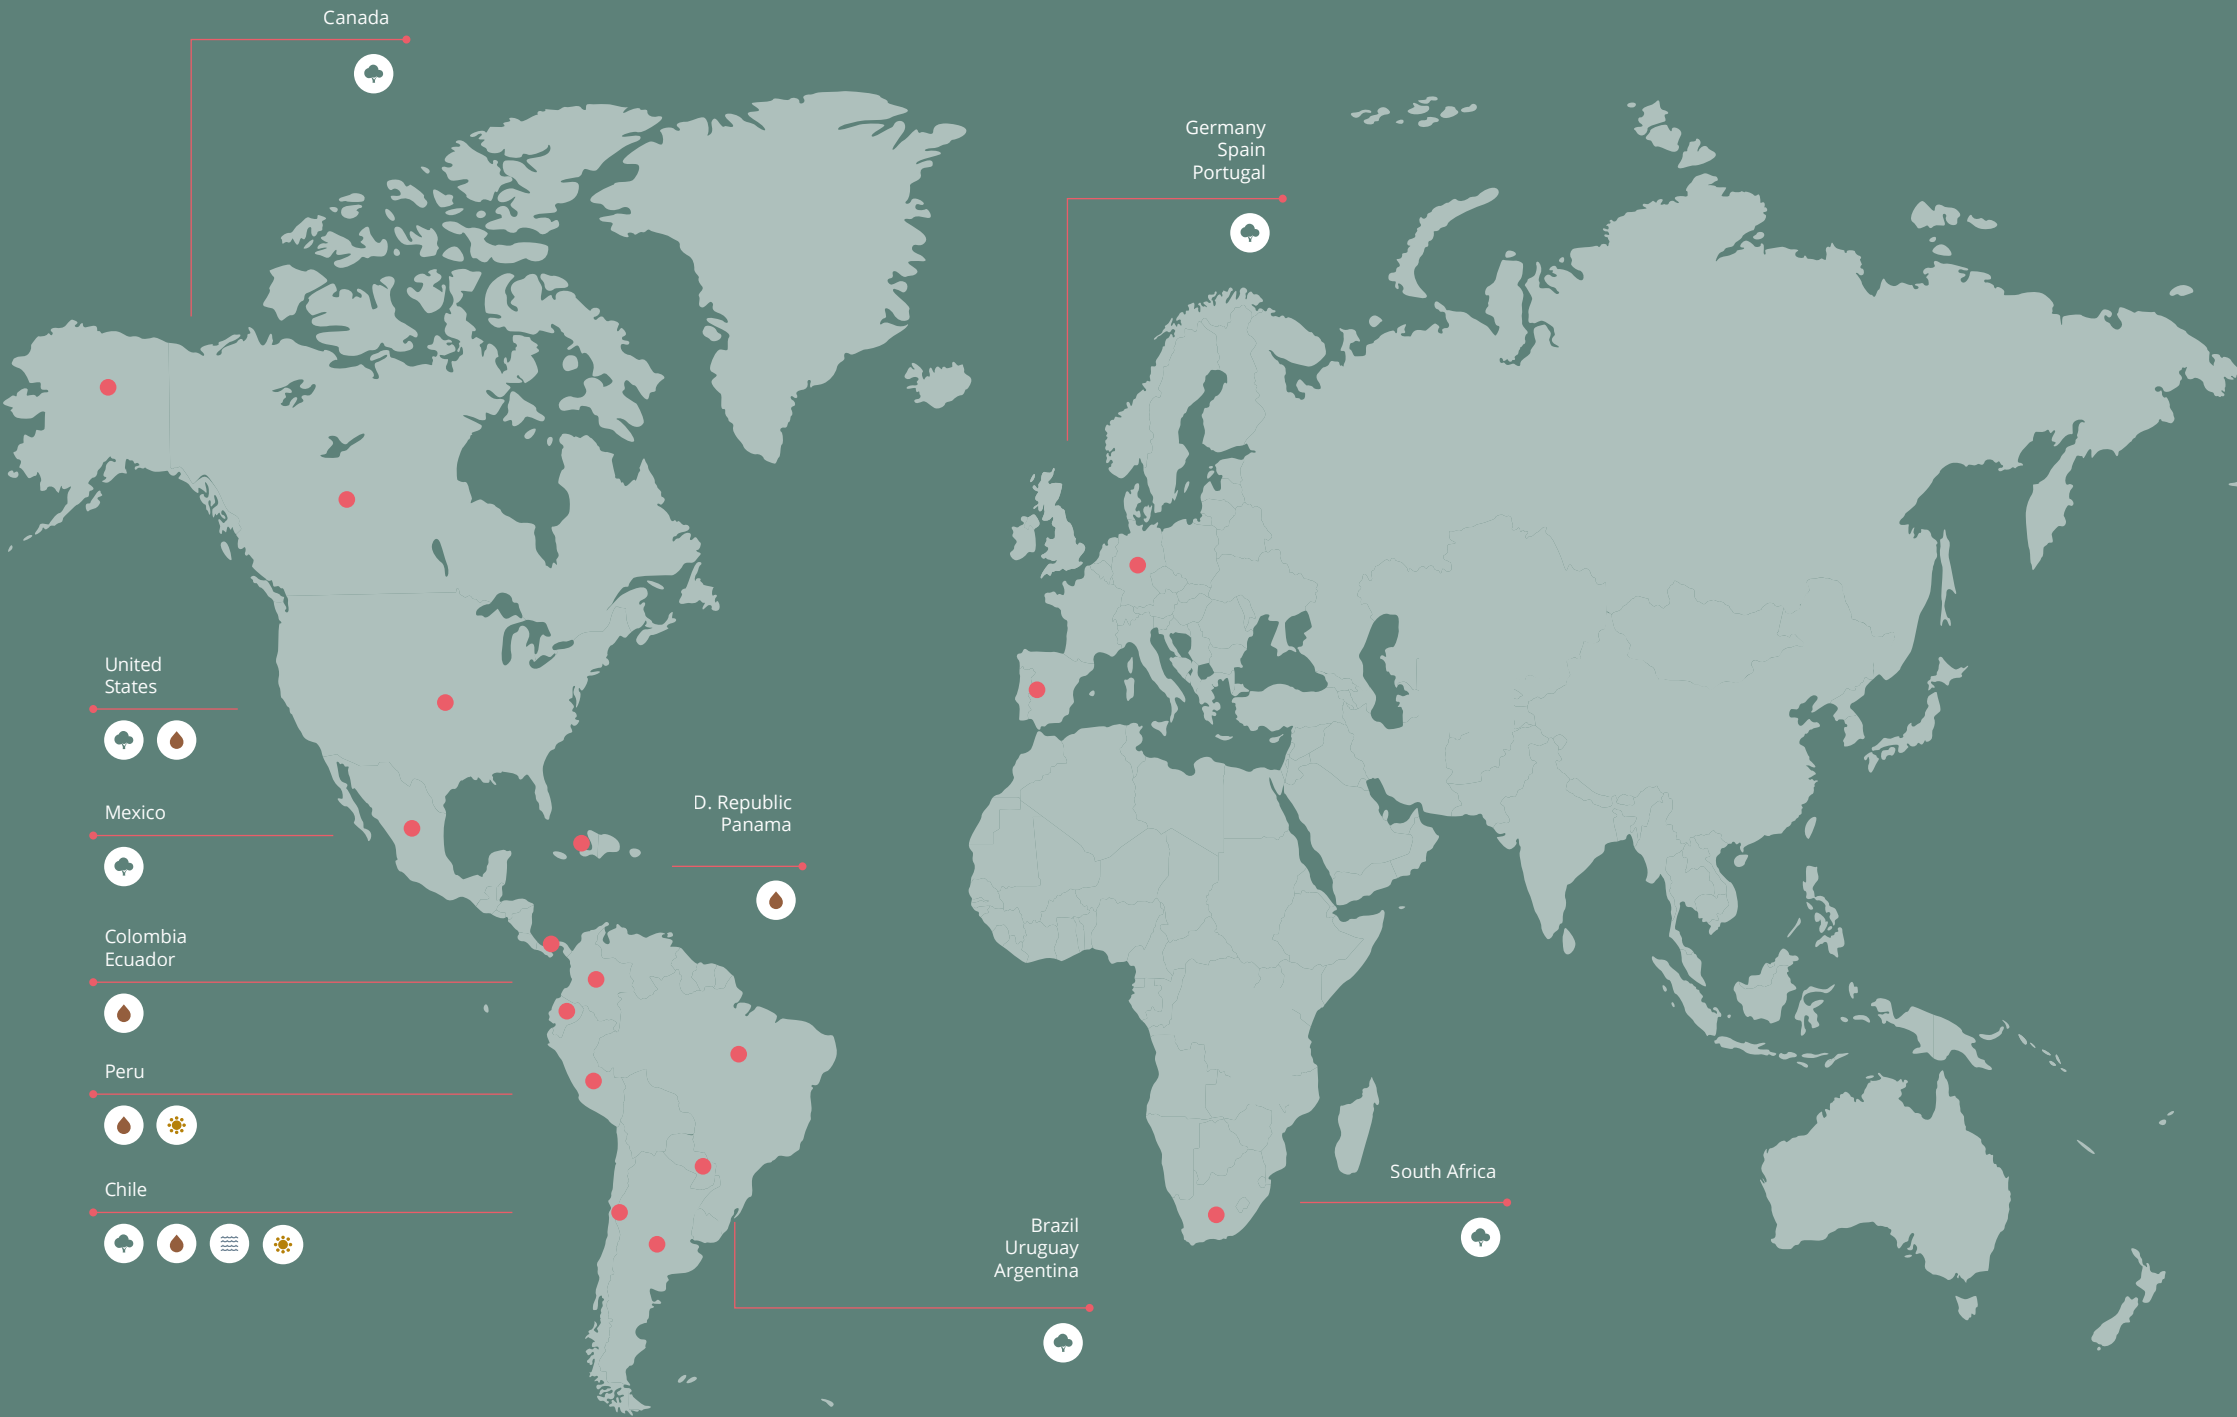 Canada
Germany
Spain
Portugal
United
States
Mexico
D. Republic
Panama
Colombia
Ecuador
Peru
Chile
South Africa
Brazil
Uruguay
Argentina